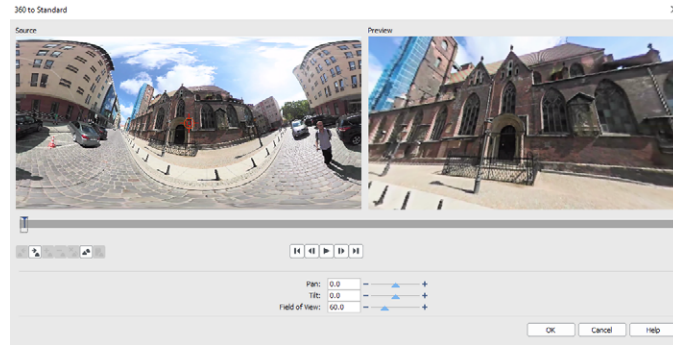 360 to Standard
Source
Preview
Pan: 0.0
Tilt: 0.0
Field of View: 60.0
OK
Cancel
Help